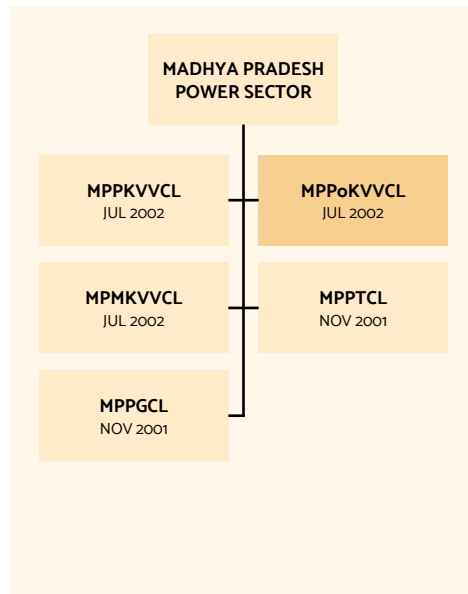 MADHYA PRADESH
POWER SECTOR
MPPKVVCL
JUL 2002
MPPoKVVCL
JUL 2002
MPMKVVCL
JUL 2002
MPPTCL
NOV 2001
MPPGCL
NOV 2001